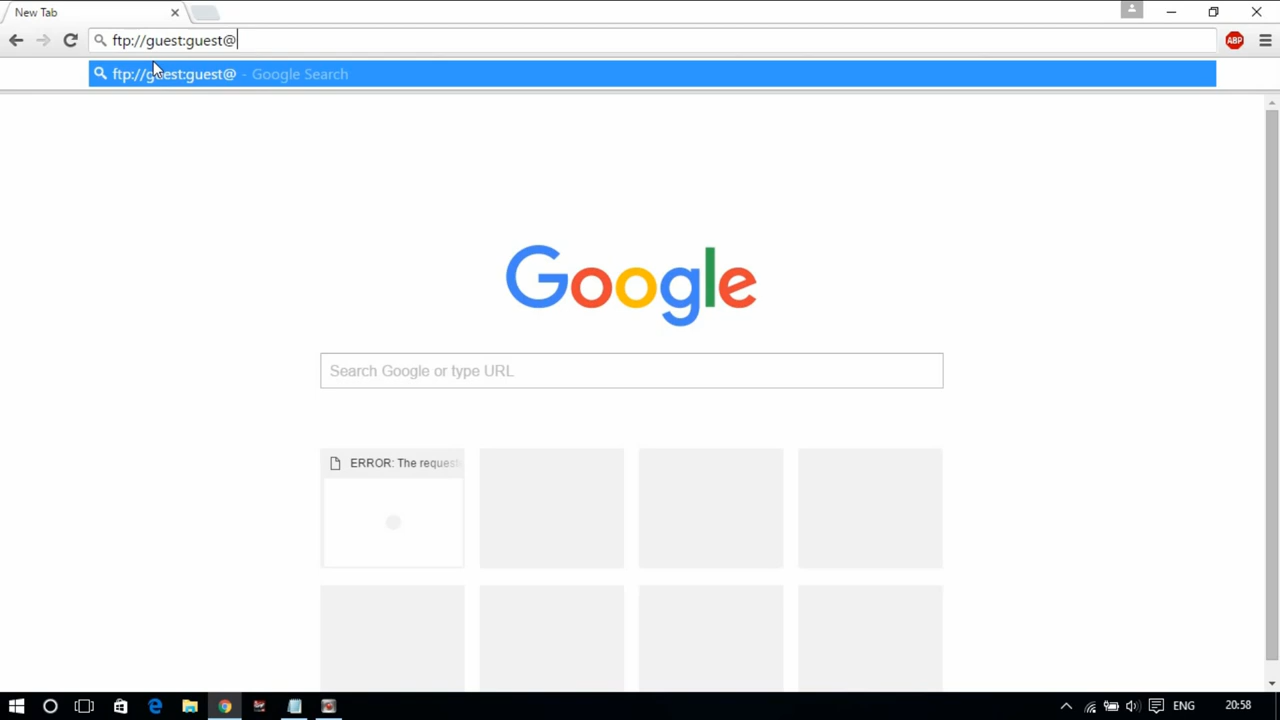 New Tab
ftp://guest:guest@
ABP
ftp://guest:guest@ - Google Search
Google
Search Google or type URL
ERROR: The request
ENG
20:58